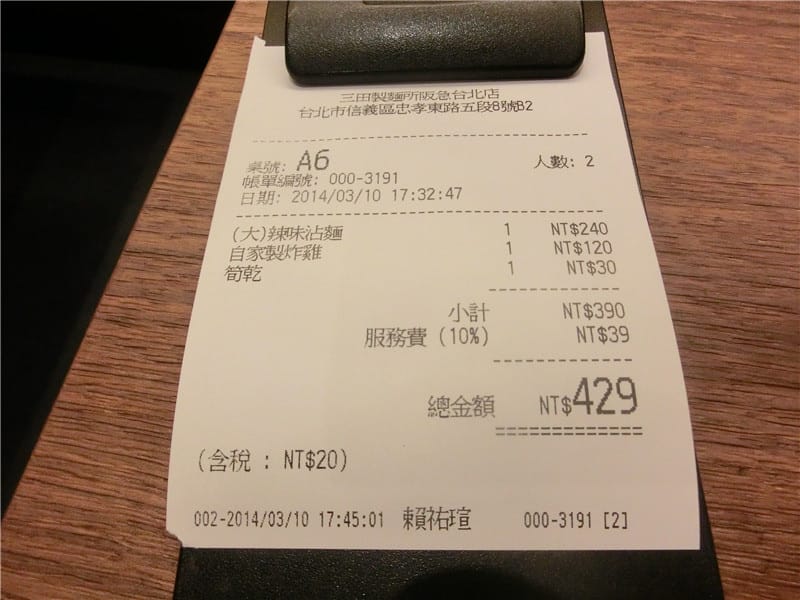 三田製麵所阪急台北店
台北市信義區忠孝東路五段8號B2
桌號: A6 人數: 2
帳單編號: 000-3191
日期: 2014/03/10 17:32:47
(大)辣味沾麵 1 NT$240
自家製炸雞 1 NT$120
筍乾 1 NT$30
小計 NT$390
服務費 (10%) NT$39
總金額 NT$429
(含稅 : NT$20)
002-2014/03/10 17:45:01 賴祐瑄 000-3191 [2]